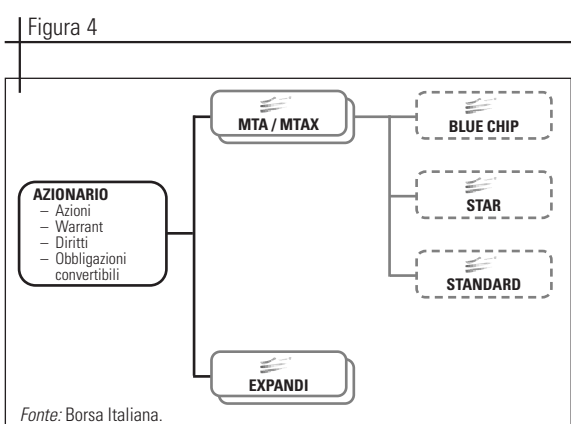 Figura 4
AZIONARIO
– Azioni
– Warrant
– Diritti
– Obbligazioni
convertibili
MTA / MTAX
EXPANDI
BLUE CHIP
STAR
STANDARD
Fonte: Borsa Italiana.